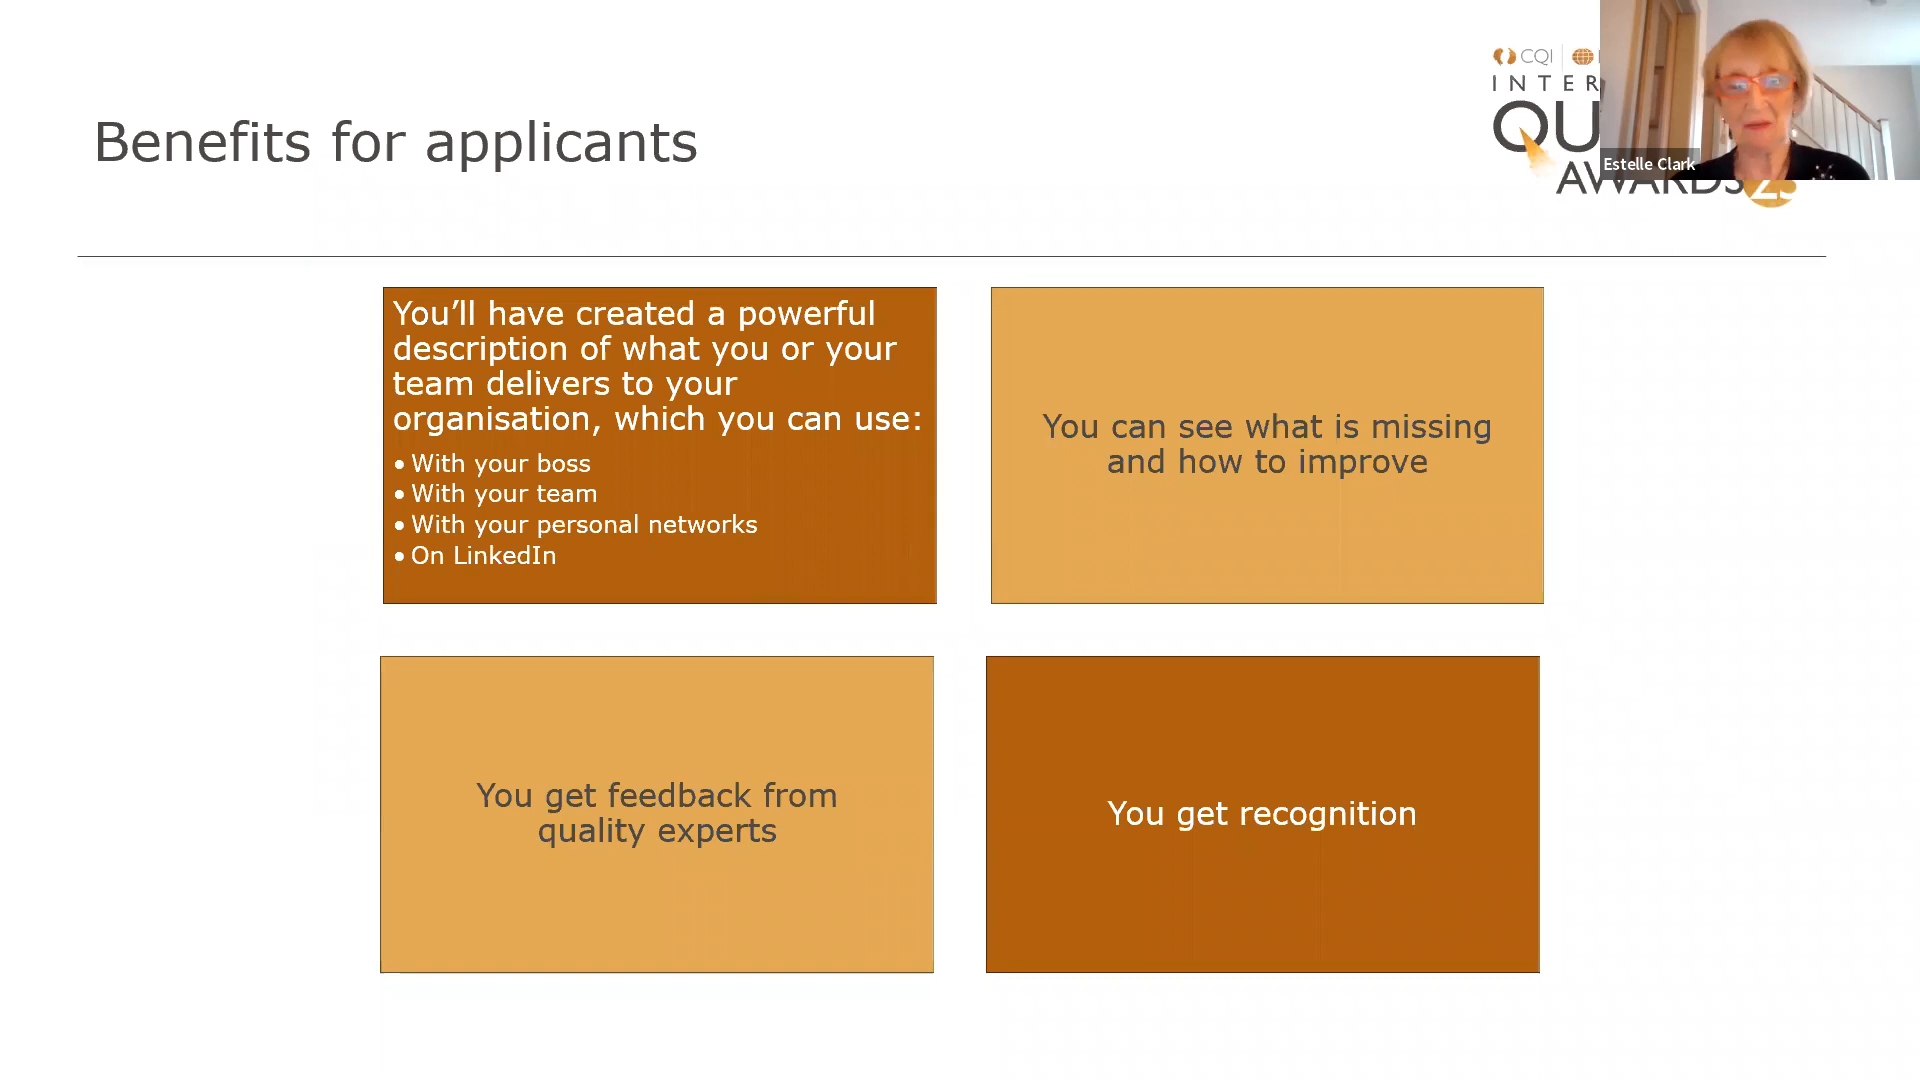 Benefits for applicants
CQI
INTER
QU
AWARDS
Estelle Clark
You’ll have created a powerful
description of what you or your
team delivers to your
organisation, which you can use:
• With your boss
• With your team
• With your personal networks
• On LinkedIn
You can see what is missing
and how to improve
You get feedback from
quality experts
You get recognition